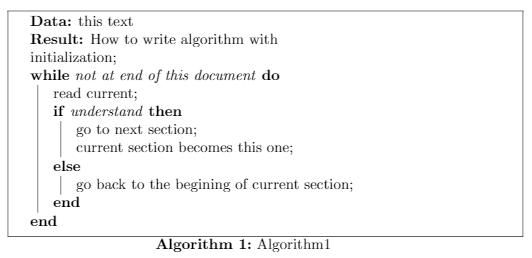 Data: this text
Result: How to write algorithm with
initialization;
while not at end of this document do
read current;
if understand then
go to next section;
current section becomes this one;
else
go back to the begining of current section;
end
end
Algorithm 1: Algorithm1